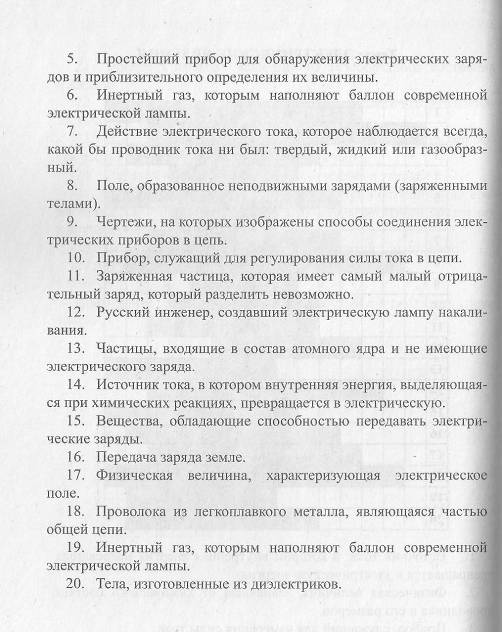 5. Простейший прибор для обнаружения электрических заря-
дов и приблизительного определения их величины.
6. Инертный газ, которым наполняют баллон современной
электрической лампы.
7. Действие электрического тока, которое наблюдается всегда,
какой бы проводник тока ни был: твердый, жидкий или газообраз-
ный.
8. Поле, образованное неподвижными зарядами (заряженными
телами).
9. Чертежи, на которых изображены способы соединения элек-
трических приборов в цепь.
10. Прибор, служащий для регулирования силы тока в цепи.
11. Заряженная частица, которая имеет самый малый отрица-
тельный заряд, который разделить невозможно.
12. Русский инженер, создавший электрическую лампу накали-
вания.
13. Частицы, входящие в состав атомного ядра и не имеющие
электрического заряда.
14. Источник тока, в котором внутренняя энергия, выделяющая-
ся при химических реакциях, превращается в электрическую.
15. Вещества, обладающие способностью передавать электри-
ческие заряды.
16. Передача заряда земле.
17. Физическая величина, характеризующая электрическое
поле.
18. Проволока из легкоплавкого металла, являющаяся частью
общей цепи.
19. Инертный газ, которым наполняют баллон современной
электрической лампы.
20. Тела, изготовленные из диэлектриков.